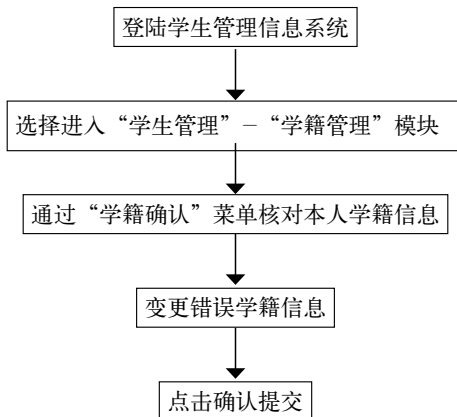 登陆学生管理信息系统
选择进入“学生管理”–“学籍管理”模块
通过“学籍确认”菜单核对本人学籍信息
变更错误学籍信息
点击确认提交